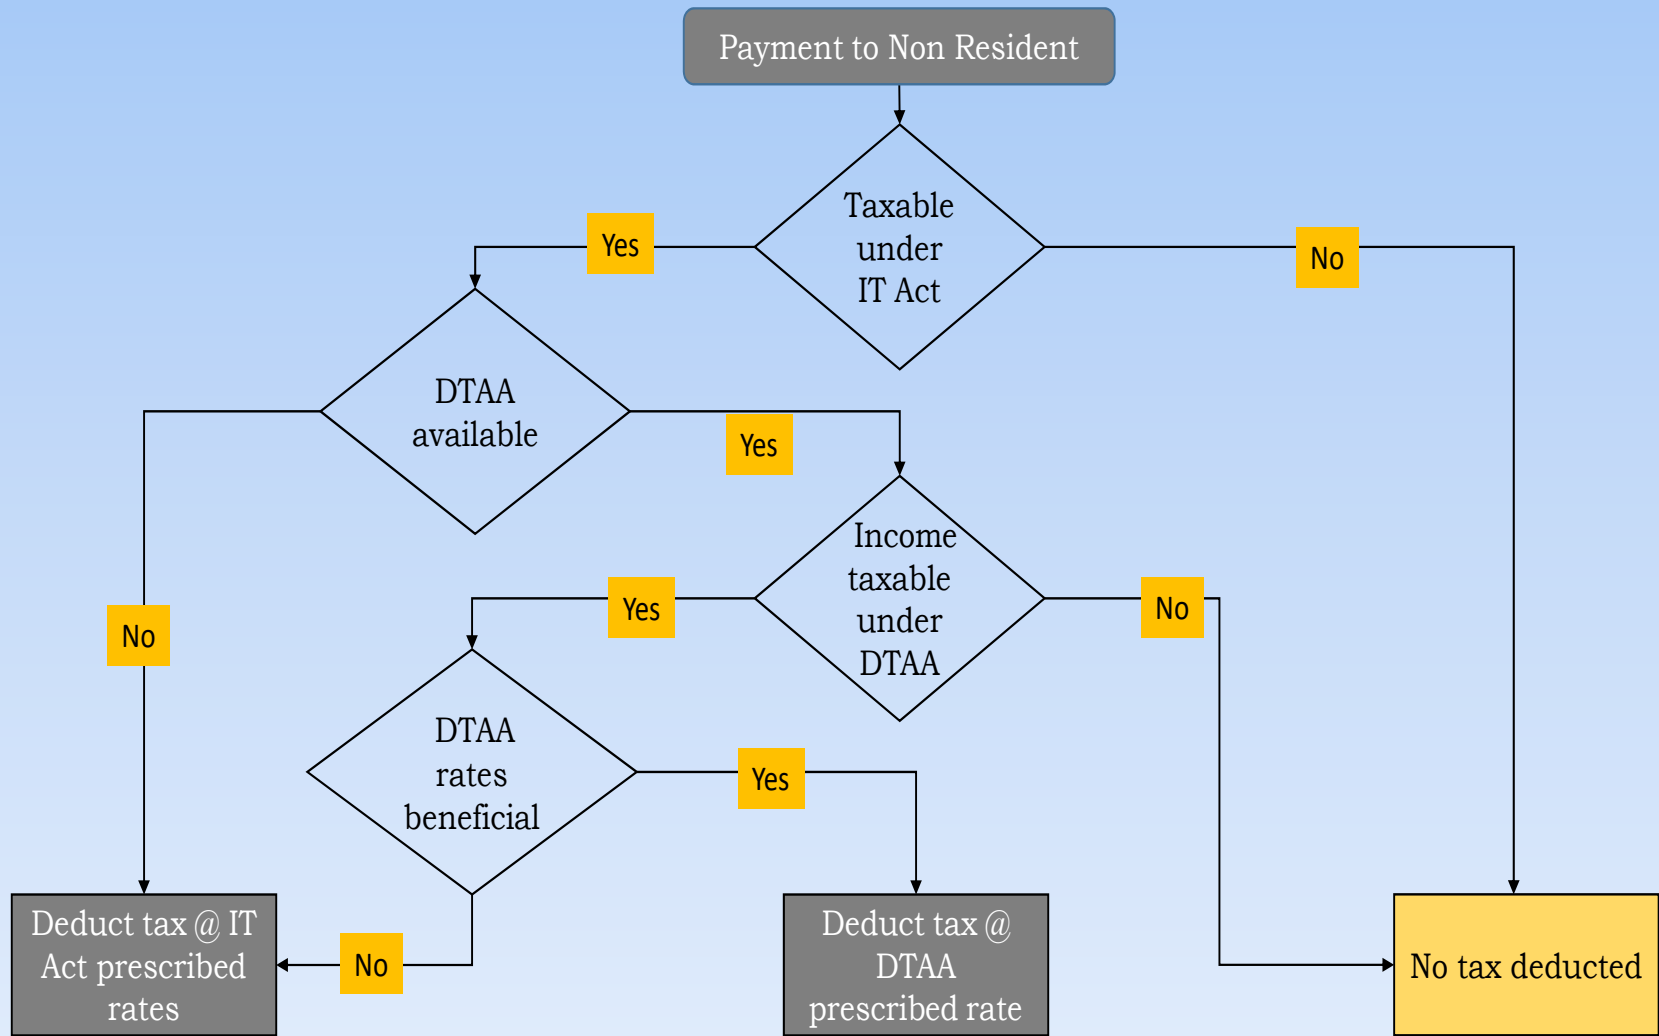 Payment to Non Resident
Taxable
under
IT Act
Yes
No
DTAA
available
Yes
Income
taxable
under
DTAA
Yes
No
No
DTAA
rates
beneficial
Yes
Deduct tax @ IT
Act prescribed
rates
No
Deduct tax @
DTAA
prescribed rate
No tax deducted